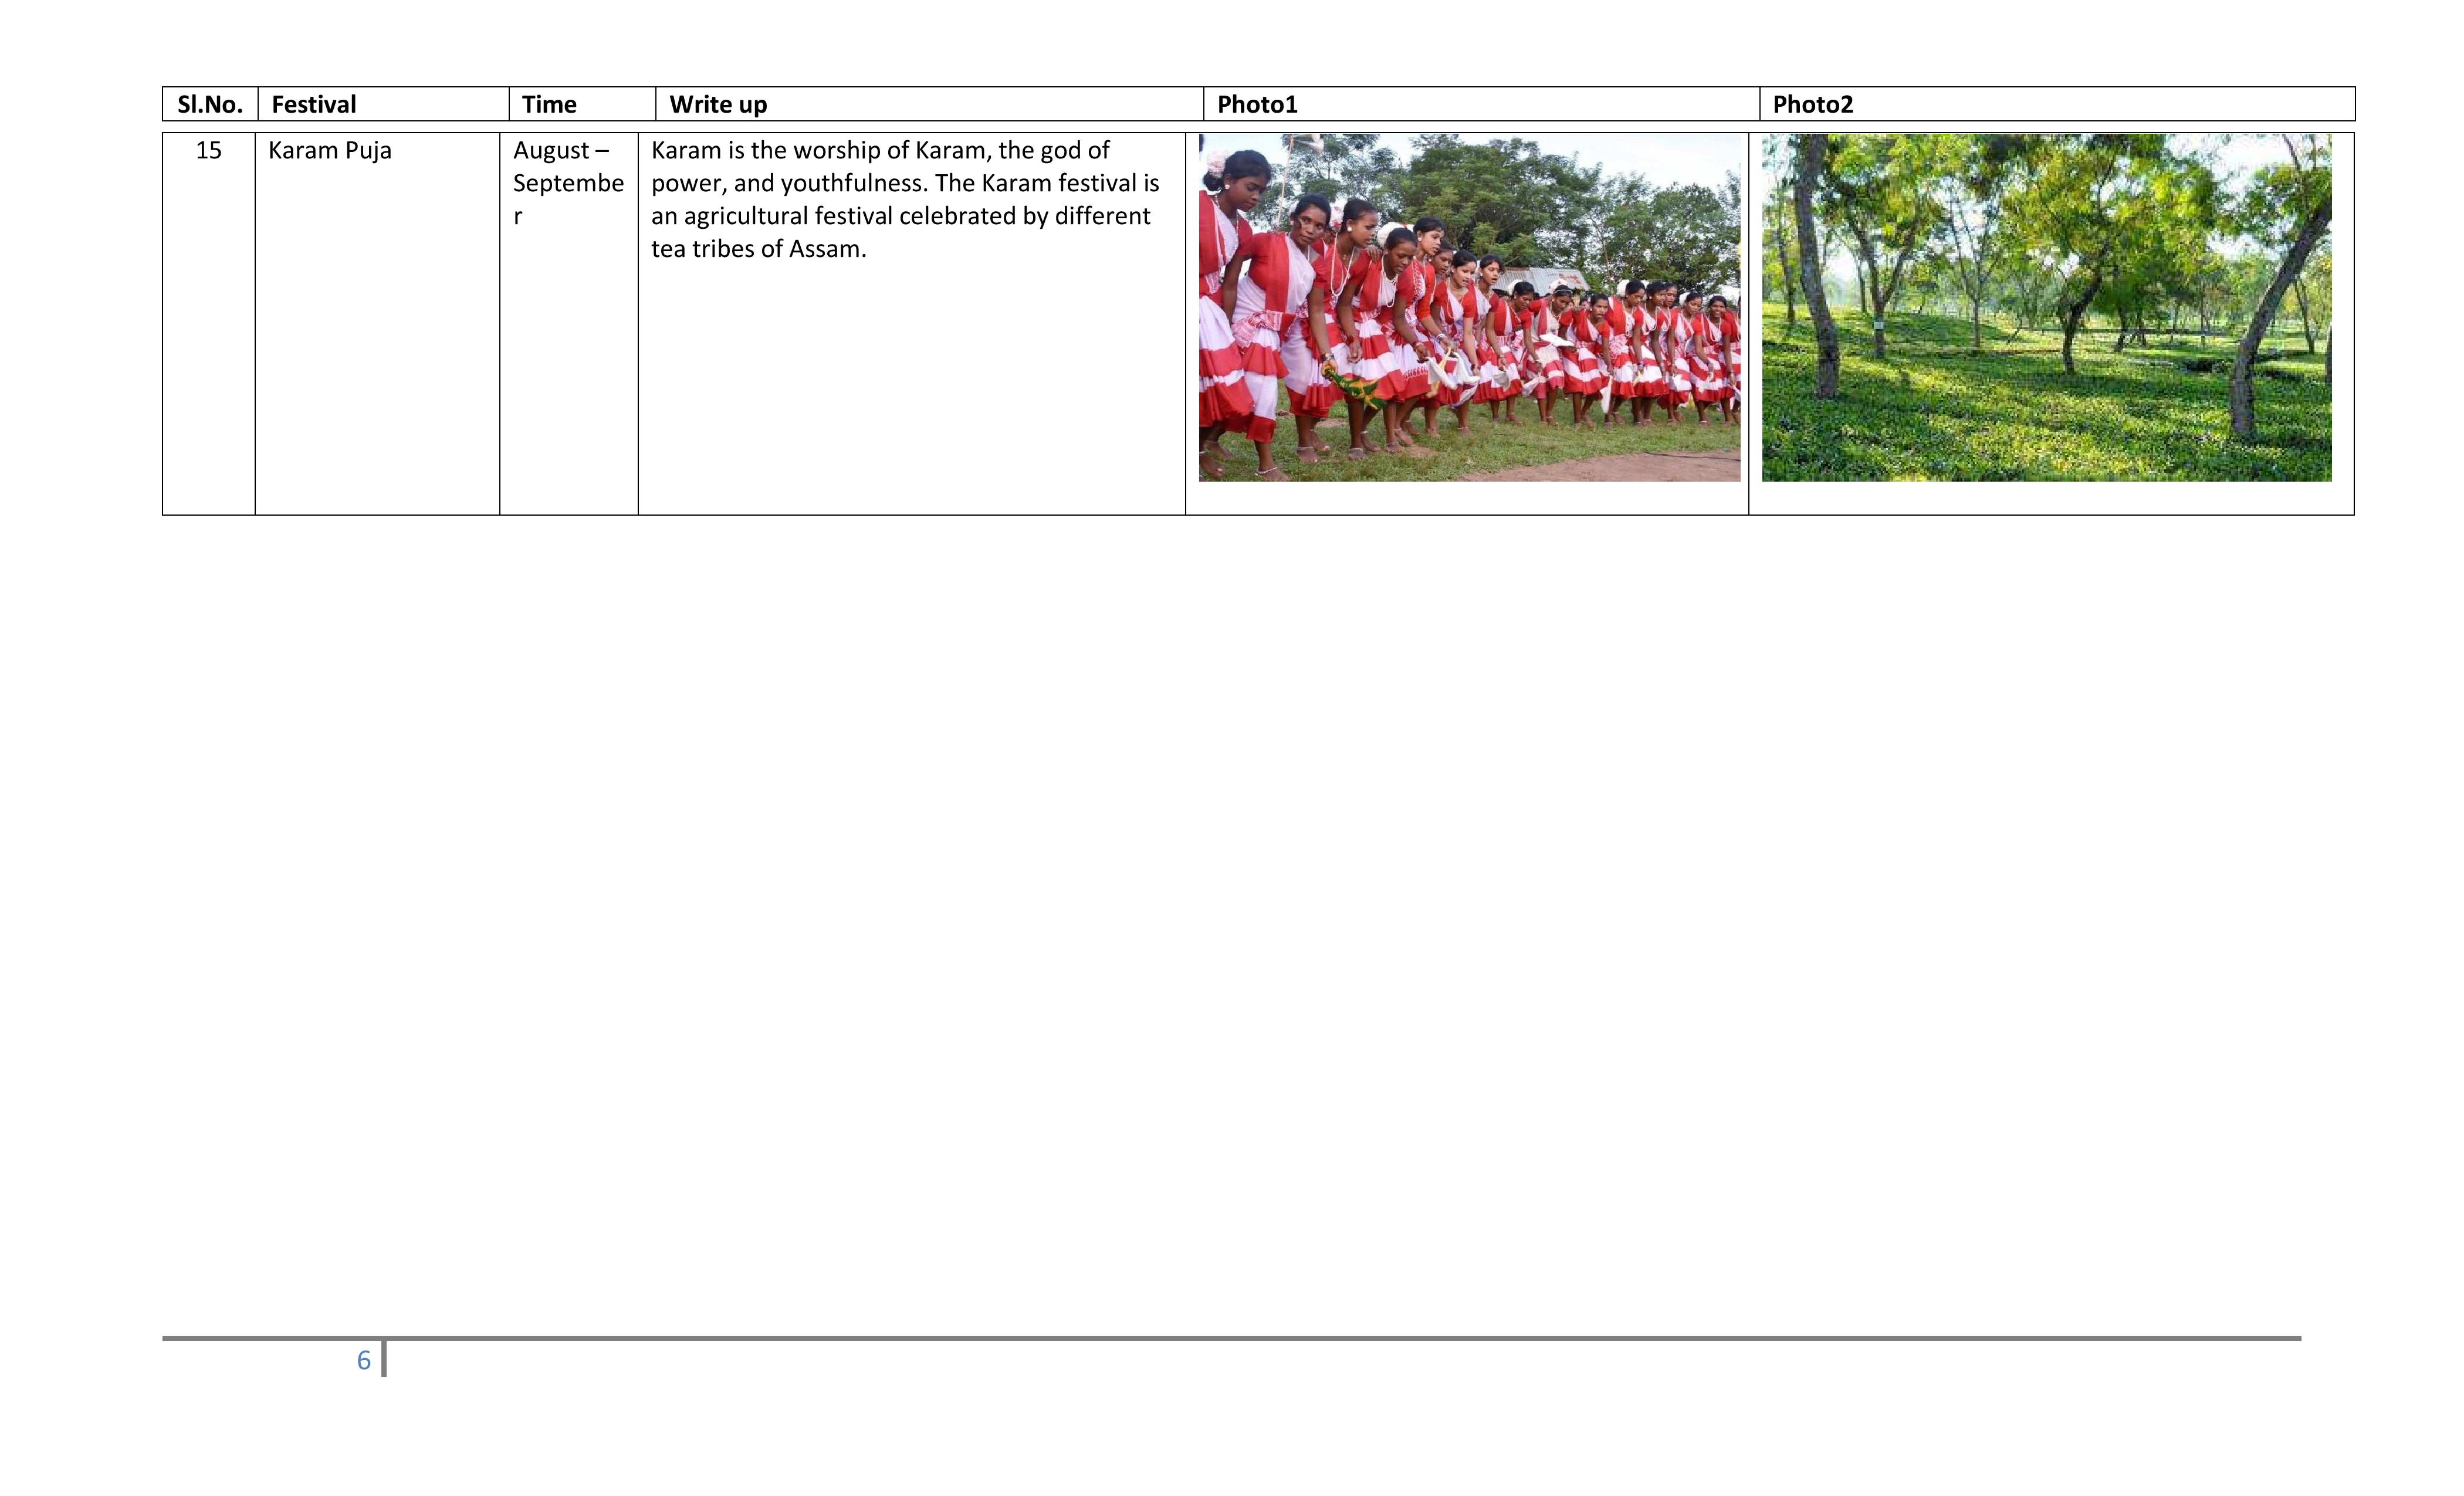 Sl.No. Festival Time Write up Photo1 Photo2
15 Karam Puja August – Karam is the worship of Karam, the god of
Septembe power, and youthfulness. The Karam festival is
r an agricultural festival celebrated by different
tea tribes of Assam.
6